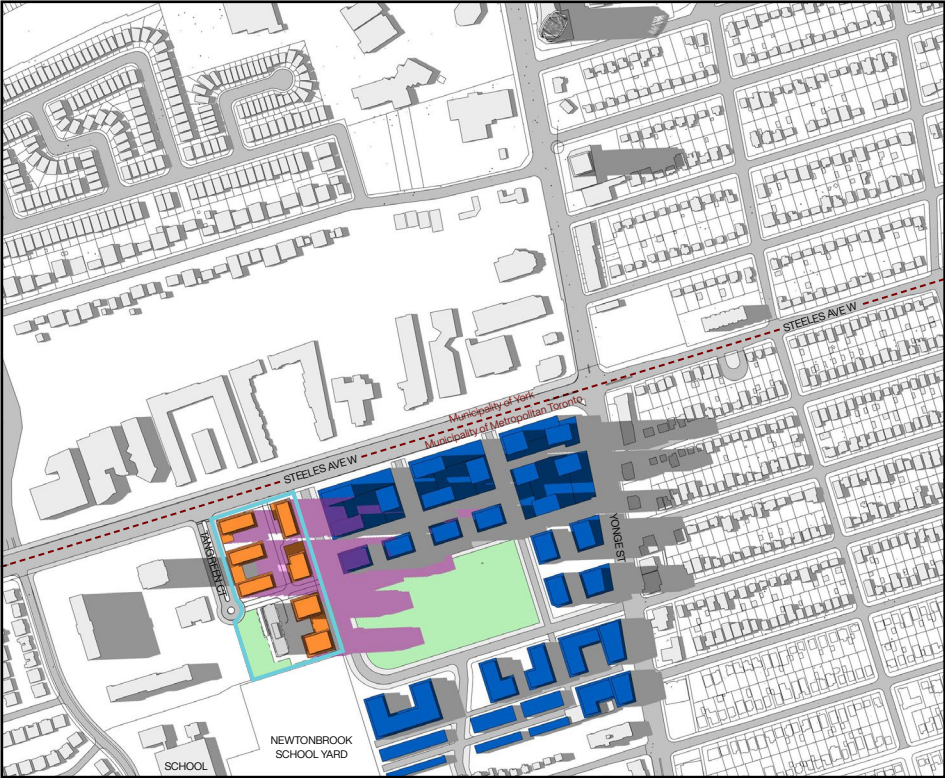 STEELES AVE W
Municipality of York
Municipality of Metropolitan Toronto
STEELES AVE W
TANGREEN CT
YONGE ST
NEWTONBROOK
SCHOOL YARD
SCHOOL